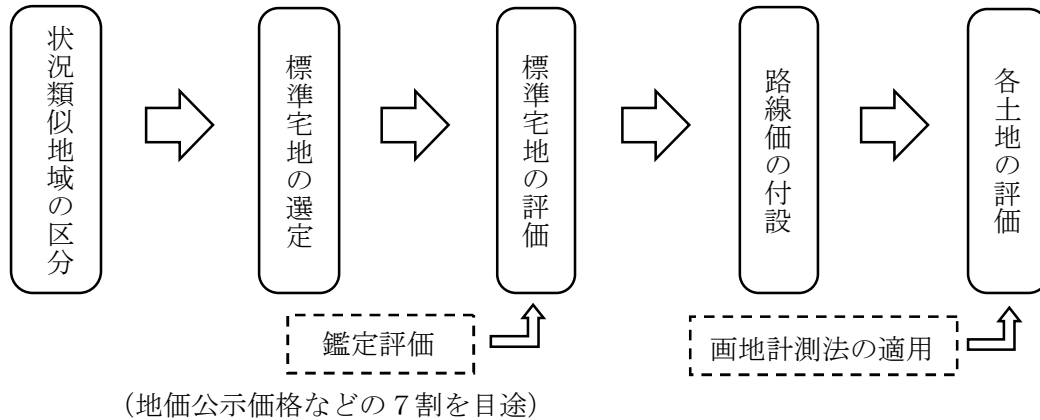 状況類似地域の区分
標準宅地の選定
標準宅地の評価
路線価の付設
各土地の評価
鑑定評価
画地計測法の適用
（地価公示価格などの７割を目途）